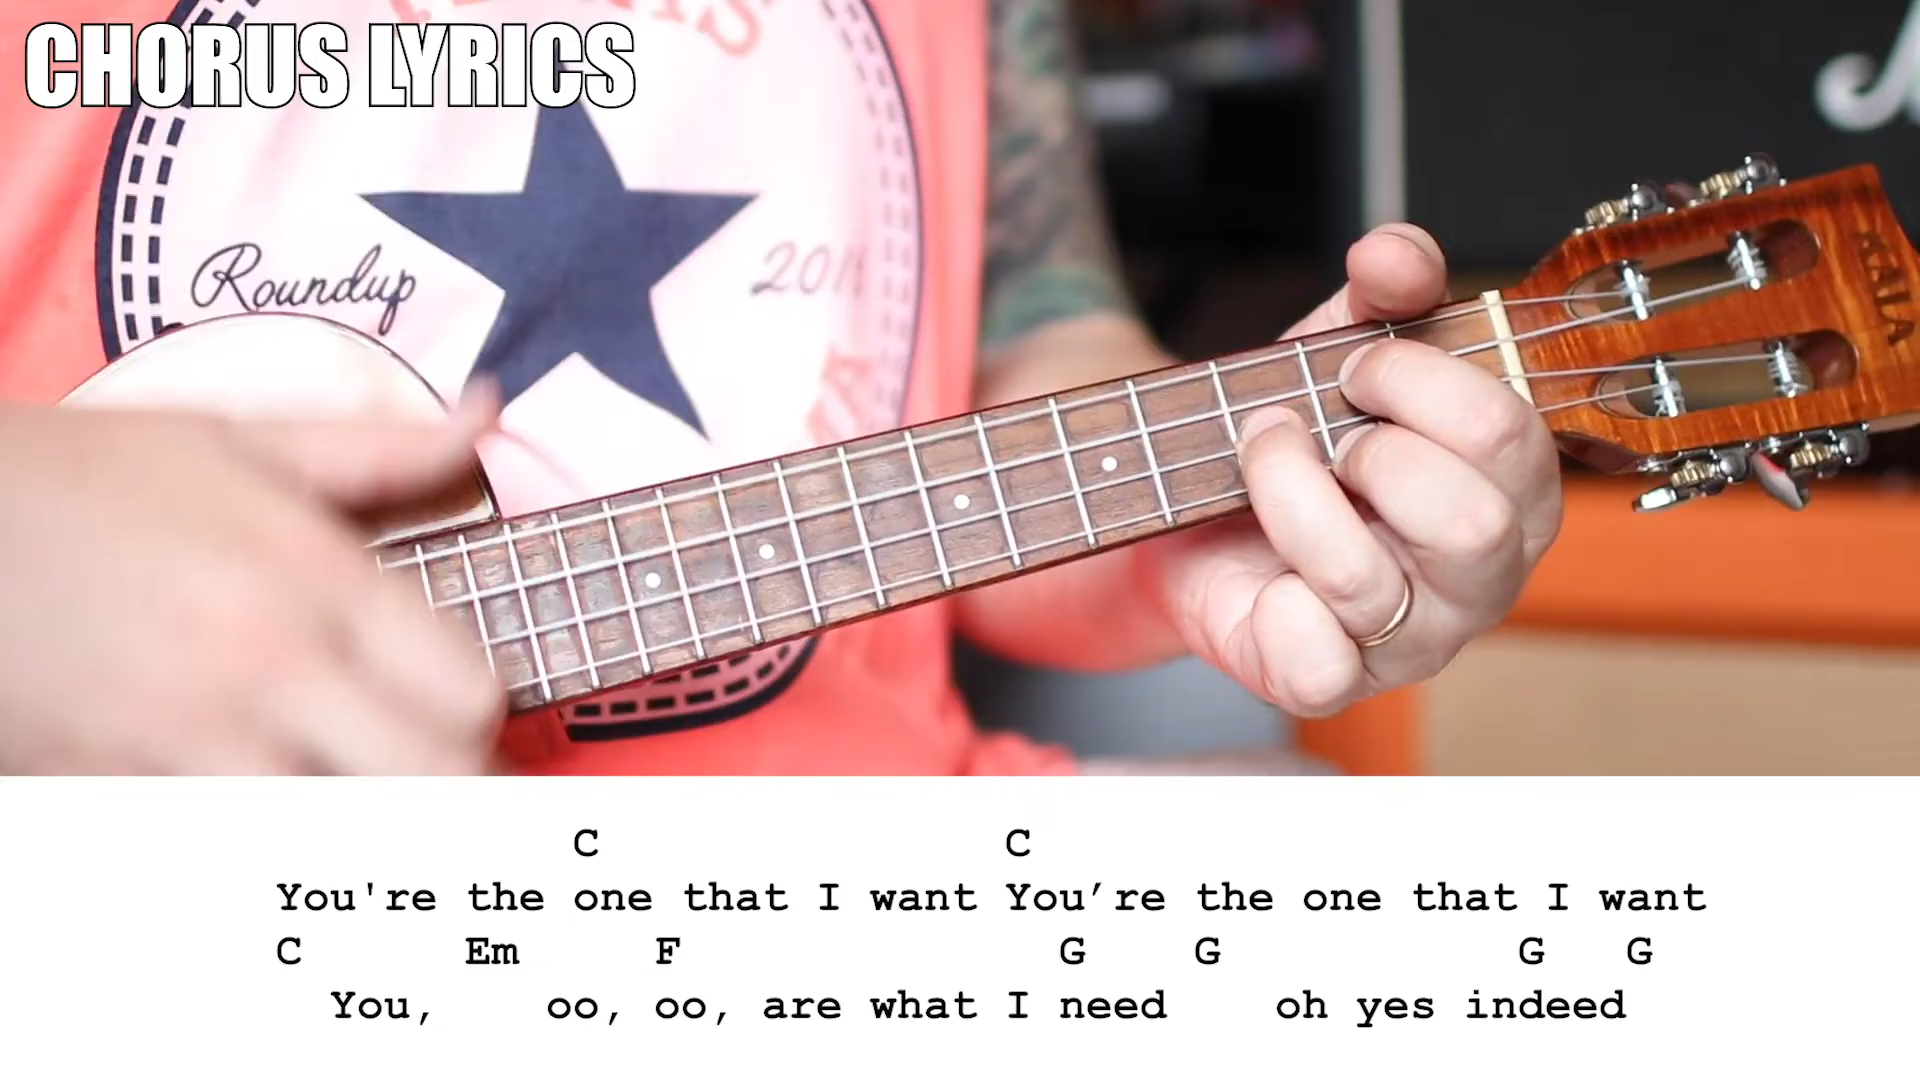 CHORUS LYRICS
Roundup
KALA
C C
You're the one that I want You’re the one that I want
C Em F G G G G
You, oo, oo, are what I need oh yes indeed